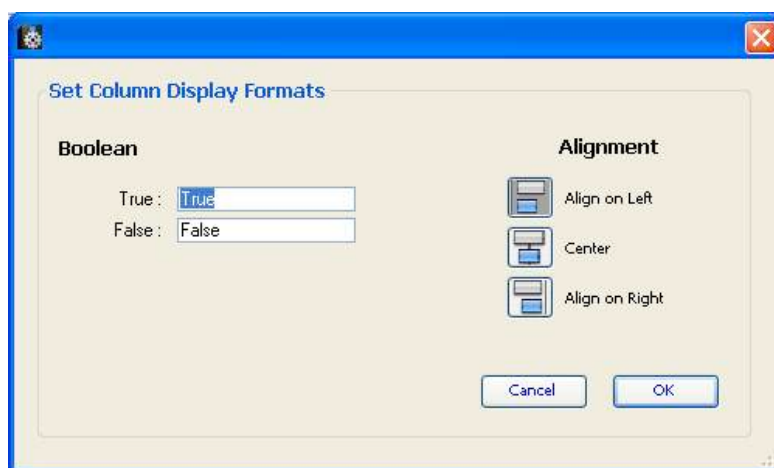 Set Column Display Formats
Boolean
Alignment
True : True
Align on Left
False : False
Center
Align on Right
Cancel
OK